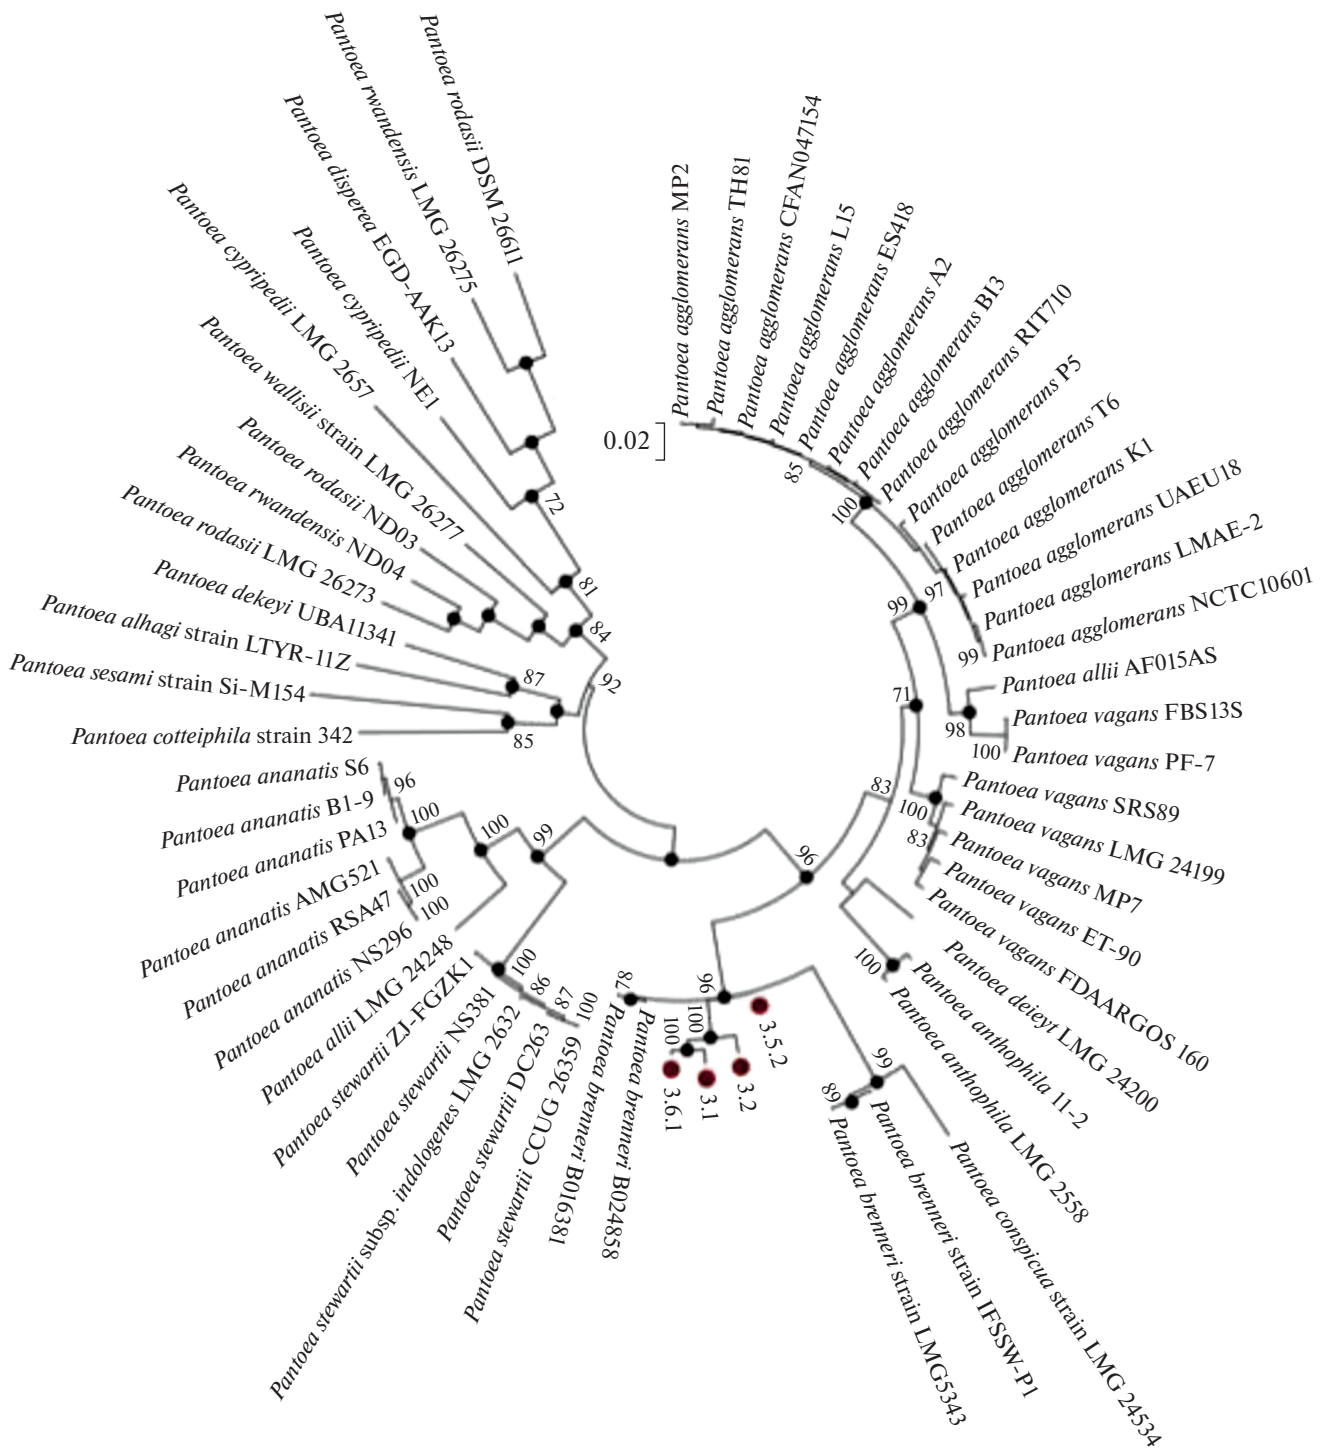 Pantoea agglomerans MP2
Pantoea agglomerans TH81
Pantoea agglomerans CFAN047154
Pantoea agglomerans L15
Pantoea agglomerans ES418
Pantoea agglomerans A2
Pantoea agglomerans BI3
Pantoea agglomerans RIT710
Pantoea agglomerans P5
Pantoea agglomerans T6
Pantoea agglomerans K1
Pantoea agglomerans UAEU18
Pantoea agglomerans LMAE-2
Pantoea agglomerans NCTC10601
Pantoea allii AF015AS
Pantoea vagans FBS13S
Pantoea vagans PF-7
Pantoea vagans SRS89
Pantoea vagans LMG 24199
Pantoea vagans MP7
Pantoea vagans ET-90
Pantoea vagans FDAARGOS 160
Pantoea deieyt LMG 24200
Pantoea anthophila 11-2
Pantoea anthophila LMG 2558
Pantoea conspicua strain LMG 24534
Pantoea brenneri strain IFSSW-P1
Pantoea brenneri strain LMG5343
3.5.2
3.2
3.1
3.6.1
Pantoea brenneri B024858
Pantoea brenneri B016381
Pantoea stewartii CCUG 26359
Pantoea stewartii DC263
Pantoea stewartii subsp. indologenes LMG 2632
Pantoea stewartii NS381
Pantoea stewartii ZJ-FGZK1
Pantoea allii LMG 24248
Pantoea ananatis NS296
Pantoea ananatis RSA47
Pantoea ananatis AMG521
Pantoea ananatis PA13
Pantoea ananatis B1-9
Pantoea ananatis S6
Pantoea cotteiphila strain 342
Pantoea sesami strain Si-M154
Pantoea alhagi strain LTYR-11Z
Pantoea dekeyi UBA11341
Pantoea rodasii LMG 26273
Pantoea rwandensis ND04
Pantoea rodasii ND03
Pantoea wallisii strain LMG 26277
Pantoea cypripedii LMG 2657
Pantoea cypripedii NE1
Pantoea disperea EGD-AAK13
Pantoea rwandensis LMG 26275
Pantoea rodasii DSM 26611
0.02
85
100
99
97
99
71
98
100
83
100
83
96
100
96
100
100
87
99
89
72
81
84
92
87
85
96
100
100
99
100
100
100
86
87
100